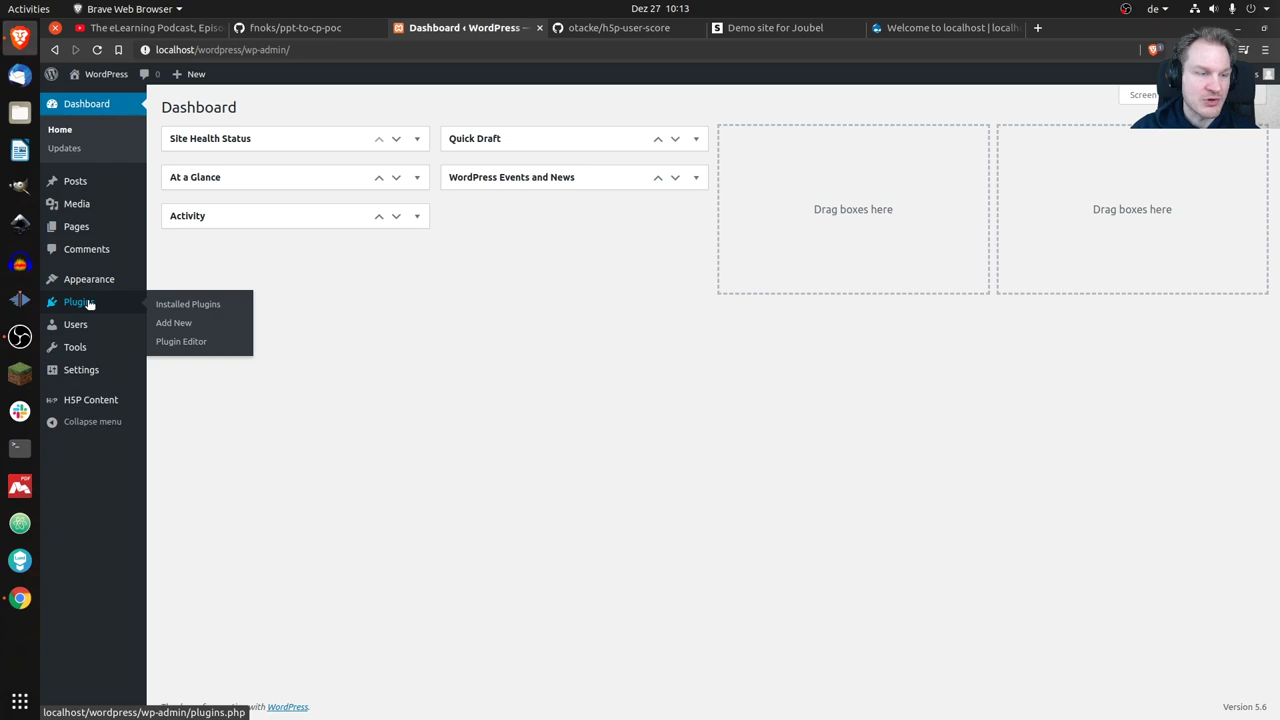 Activities
Brave Web Browser
Dez 27 10:13
de
The eLearning Podcast, Episo
fnoks/ppt-to-cp-poc
Dashboard ‹ WordPress —
otacke/h5p-user-score
Demo site for Joubel
Welcome to localhost | localh
localhost/wordpress/wp-admin/
WordPress
0
New
Dashboard
Home
Updates
Posts
Media
Pages
Comments
Appearance
Plugins
Users
Tools
Settings
H5P Content
Collapse menu
Installed Plugins
Add New
Plugin Editor
Dashboard
Screen
Site Health Status
At a Glance
Activity
Quick Draft
WordPress Events and News
Drag boxes here
Drag boxes here
PDF
WordPress.
Version 5.6
localhost/wordpress/wp-admin/plugins.php